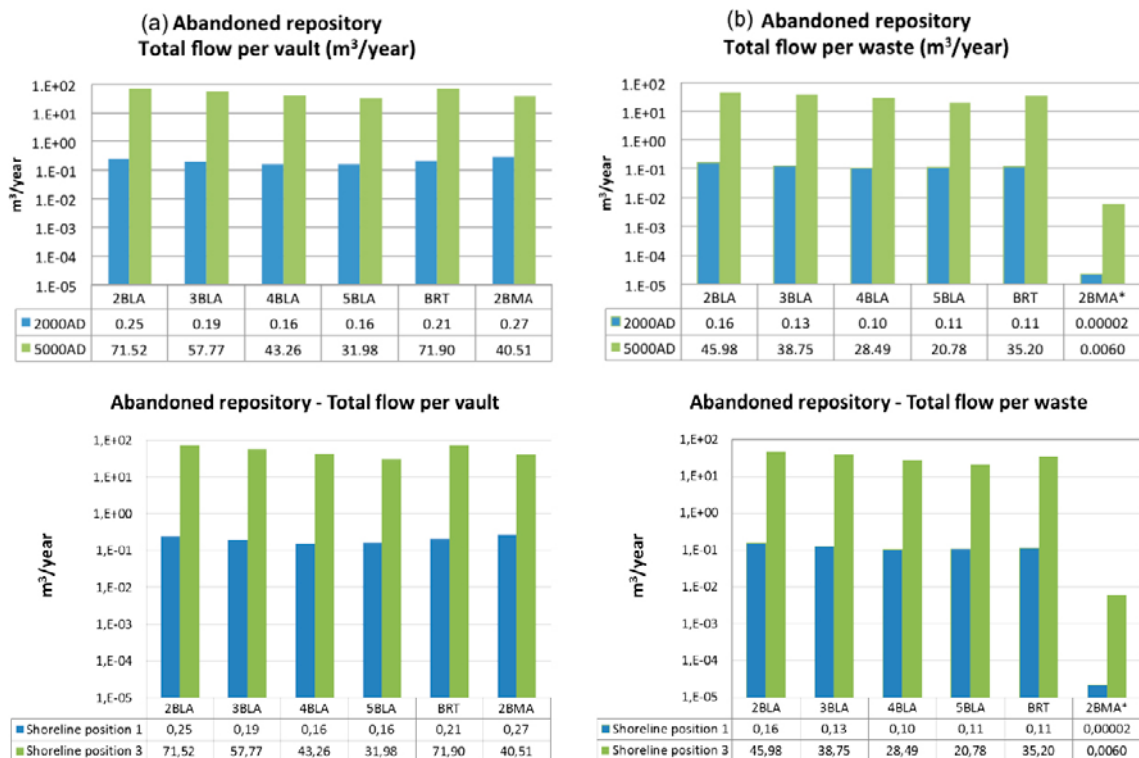 (a) Abandoned repository
Total flow per vault (m³/year)
1.E+02
1.E+01
1.E+00
1.E-01
1.E-02
1.E-03
1.E-04
1.E-05
m³/year
2BLA 3BLA 4BLA 5BLA BRT 2BMA
2000AD 0.25 0.19 0.16 0.16 0.21 0.27
5000AD 71.52 57.77 43.26 31.98 71.90 40.51
(b) Abandoned repository
Total flow per waste (m³/year)
1.E+02
1.E+01
1.E+00
1.E-01
1.E-02
1.E-03
1.E-04
1.E-05
m³/year
2BLA 3BLA 4BLA 5BLA BRT 2BMA*
2000AD 0.16 0.13 0.10 0.11 0.11 0.00002
5000AD 45.98 38.75 28.49 20.78 35.20 0.0060
Abandoned repository - Total flow per vault
1,E+02
1,E+01
1,E+00
1,E-01
1,E-02
1,E-03
1,E-04
1,E-05
m³/year
2BLA 3BLA 4BLA 5BLA BRT 2BMA
Shoreline position 1 0,25 0,19 0,16 0,16 0,21 0,27
Shoreline position 3 71,52 57,77 43,26 31,98 71,90 40,51
Abandoned repository - Total flow per waste
1,E+02
1,E+01
1,E+00
1,E-01
1,E-02
1,E-03
1,E-04
1,E-05
m³/year
2BLA 3BLA 4BLA 5BLA BRT 2BMA*
Shoreline position 1 0,16 0,13 0,10 0,11 0,11 0,00002
Shoreline position 3 45,98 38,75 28,49 20,78 35,20 0,0060